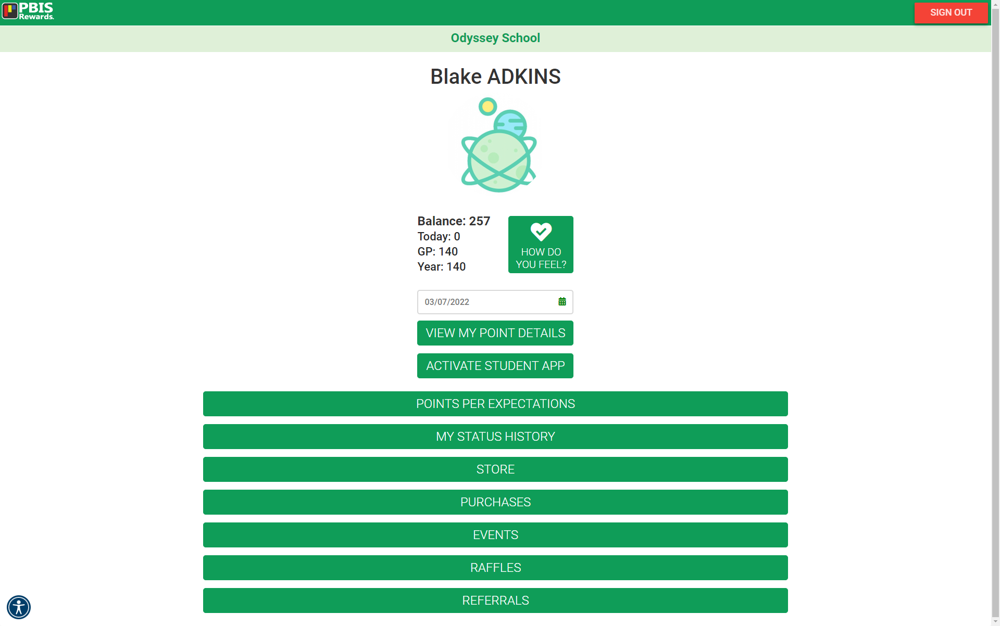 PBIS
Rewards.
SIGN OUT
Odyssey School
Blake ADKINS
Balance: 257
Today: 0
GP: 140
Year: 140
HOW DO
YOU FEEL?
03/07/2022
VIEW MY POINT DETAILS
ACTIVATE STUDENT APP
POINTS PER EXPECTATIONS
MY STATUS HISTORY
STORE
PURCHASES
EVENTS
RAFFLES
REFERRALS